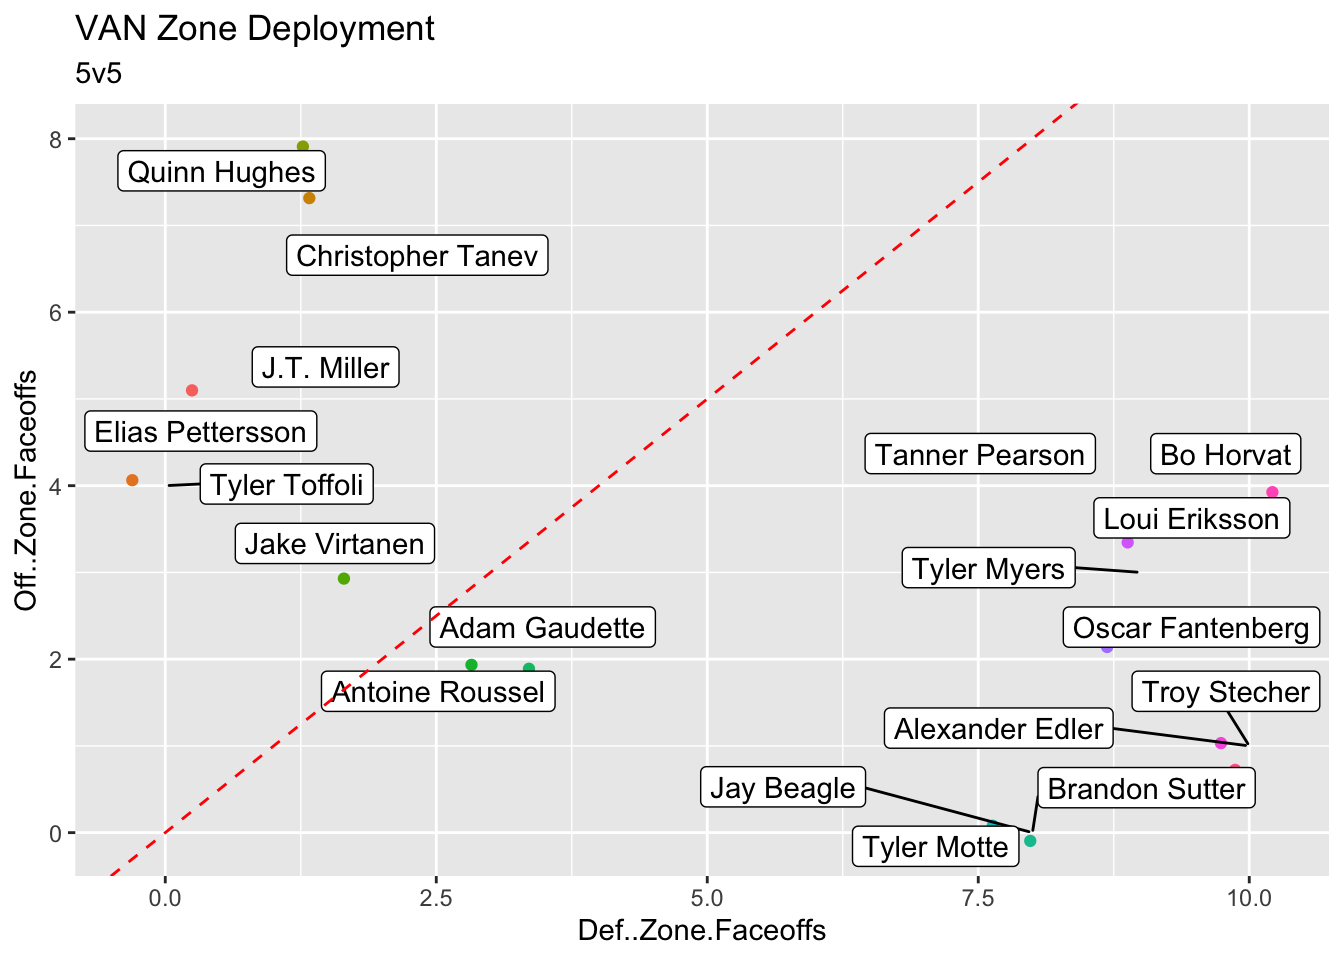 VAN Zone Deployment
5v5
Off..Zone.Faceoffs
8
6
4
2
0
Quinn Hughes
Christopher Tanev
J.T. Miller
Elias Pettersson
Tanner Pearson
Bo Horvat
Tyler Toffoli
Loui Eriksson
Jake Virtanen
Tyler Myers
Adam Gaudette
Oscar Fantenberg
Antoine Roussel
Troy Stecher
Alexander Edler
Jay Beagle
Brandon Sutter
Tyler Motte
0.0
2.5
5.0
7.5
10.0
Def..Zone.Faceoffs